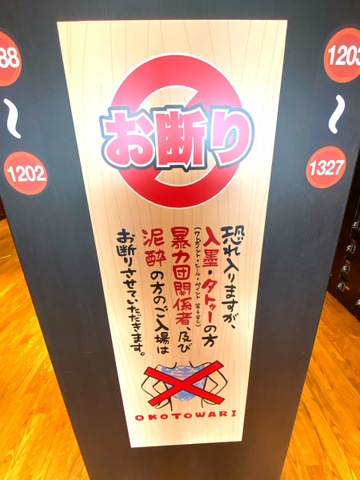 お断り
恐れ入りますが、
入墨・タトゥーの方
(ワンポイント・シール・ペイント 等も含む)
暴力団関係者、及び
泥酔の方のご入場は
お断りさせていただきます。
OKOTOWARI
88
〜
1202
1203
〜
1327